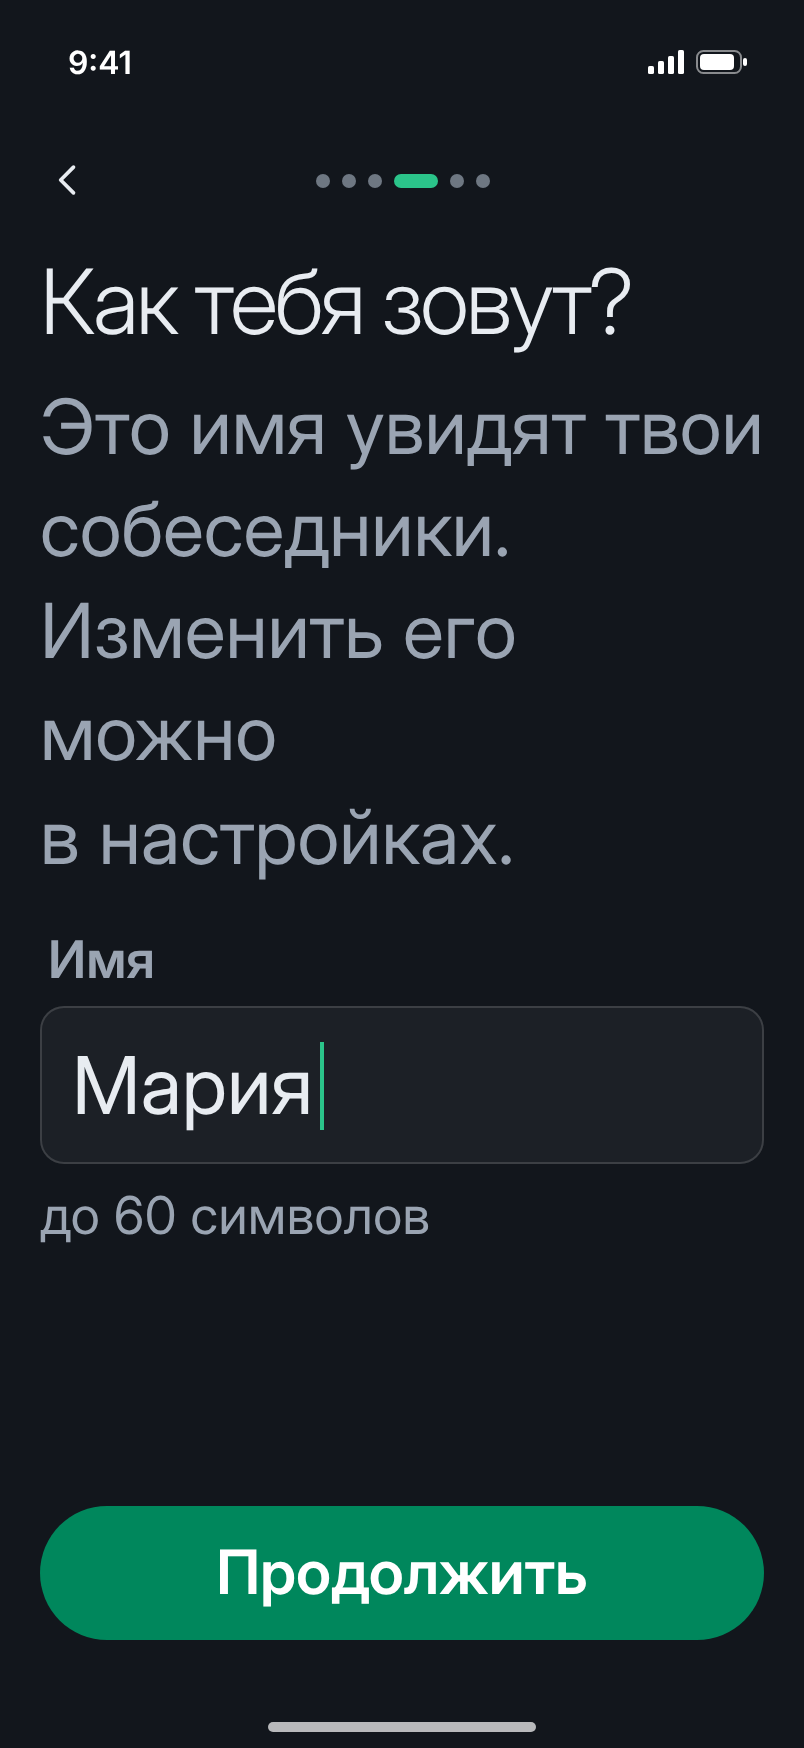 9:41
Как тебя зовут?
Это имя увидят твои
собеседники.
Изменить его
можно
в настройках.
Имя
Мария
до 60 символов
Продолжить